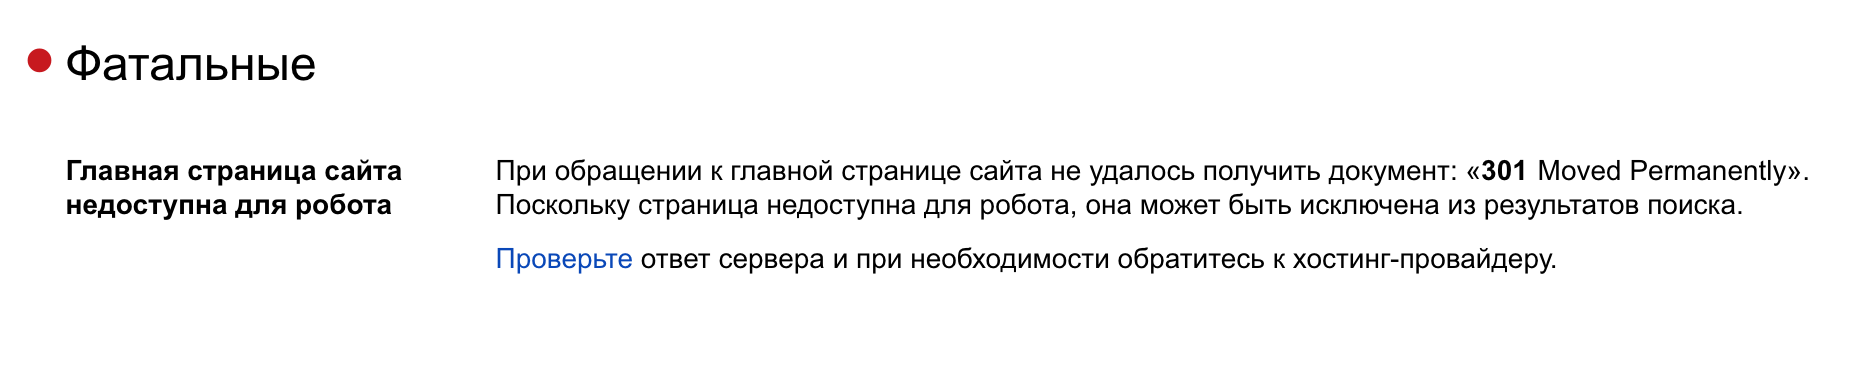 Фатальные
Главная страница сайта
недоступна для робота
При обращении к главной странице сайта не удалось получить документ: «301 Moved Permanently».
Поскольку страница недоступна для робота, она может быть исключена из результатов поиска.
Проверьте ответ сервера и при необходимости обратитесь к хостинг-провайдеру.